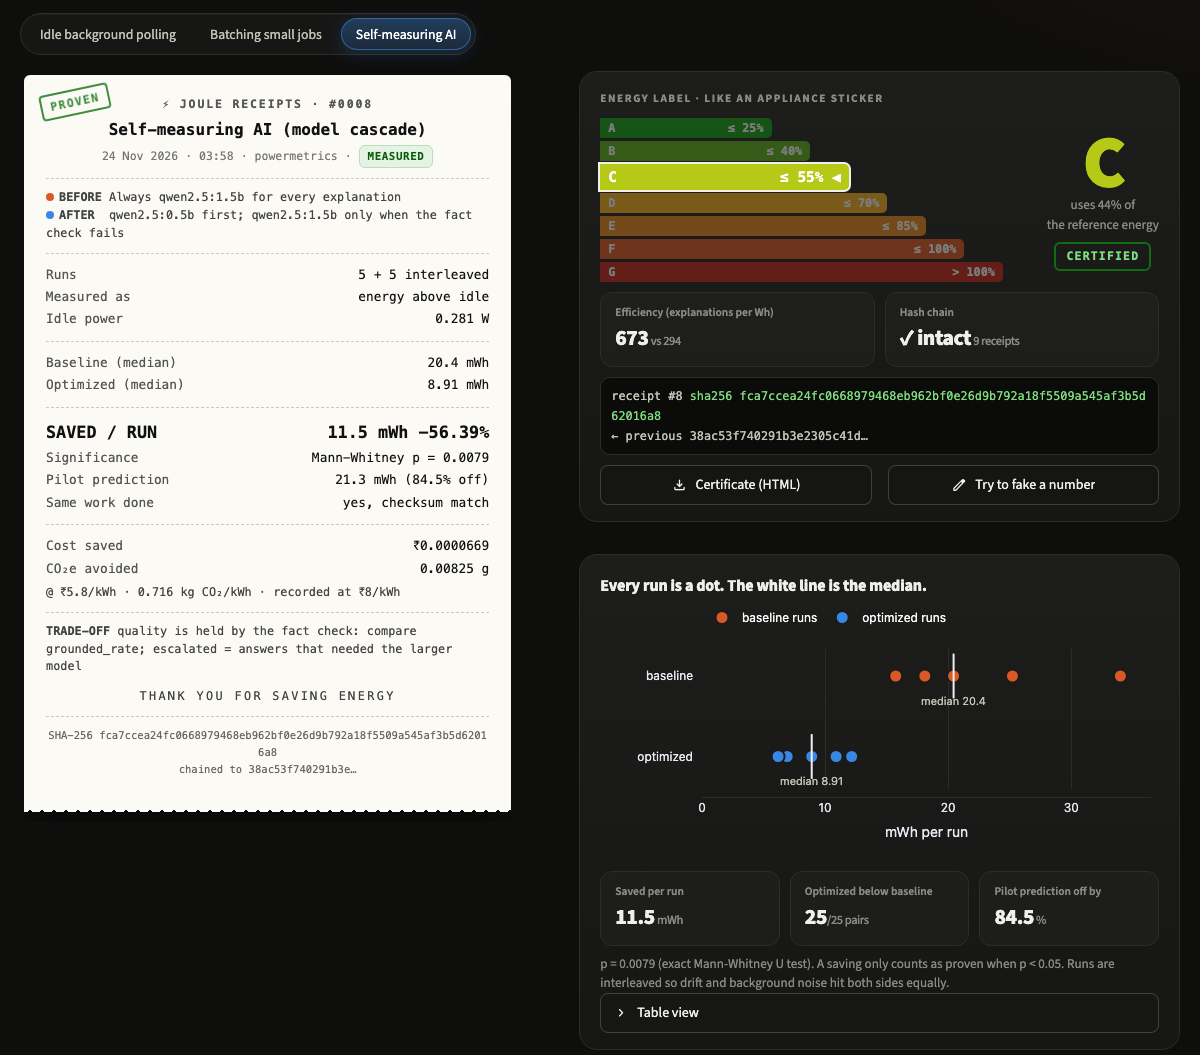 Idle background polling
Batching small jobs
Self-measuring AI
PROVEN
⚡ JOULE RECEIPTS · #0008
Self-measuring AI (model cascade)
24 Nov 2026 · 03:58 · powermetrics · MEASURED
BEFORE Always qwen2.5:1.5b for every explanation
AFTER qwen2.5:0.5b first; qwen2.5:1.5b only when the fact
check fails
Runs 5 + 5 interleaved
Measured as energy above idle
Idle power 0.281 W
Baseline (median) 20.4 mWh
Optimized (median) 8.91 mWh
SAVED / RUN 11.5 mWh −56.39%
Significance Mann-Whitney p = 0.0079
Pilot prediction 21.3 mWh (84.5% off)
Same work done yes, checksum match
Cost saved ₹0.0000669
CO₂e avoided 0.00825 g
@ ₹5.8/kWh · 0.716 kg CO₂/kWh · recorded at ₹8/kWh
TRADE-OFF quality is held by the fact check: compare
grounded_rate; escalated = answers that needed the larger
model
THANK YOU FOR SAVING ENERGY
SHA-256 fca7ccea24fc0668979468eb962bf0e26d9b792a18f5509a545af3b5d6201
6a8
chained to 38ac53f740291b3e…
ENERGY LABEL · LIKE AN APPLIANCE STICKER
A ≤ 25%
B ≤ 40%
C ≤ 55% ◀
D ≤ 70%
E ≤ 85%
F ≤ 100%
G > 100%
C
uses 44% of
the reference energy
CERTIFIED
Efficiency (explanations per Wh)
673 vs 294
Hash chain
✓ intact 9 receipts
receipt #8 sha256 fca7ccea24fc0668979468eb962bf0e26d9b792a18f5509a545af3b5d
62016a8
← previous 38ac53f740291b3e2305c41d…
Certificate (HTML)
Try to fake a number
Every run is a dot. The white line is the median.
baseline runs
optimized runs
baseline
median 20.4
optimized
median 8.91
0 10 20 30
mWh per run
Saved per run
11.5 mWh
Optimized below baseline
25/25 pairs
Pilot prediction off by
84.5 %
p = 0.0079 (exact Mann-Whitney U test). A saving only counts as proven when p < 0.05. Runs are
interleaved so drift and background noise hit both sides equally.
Table view